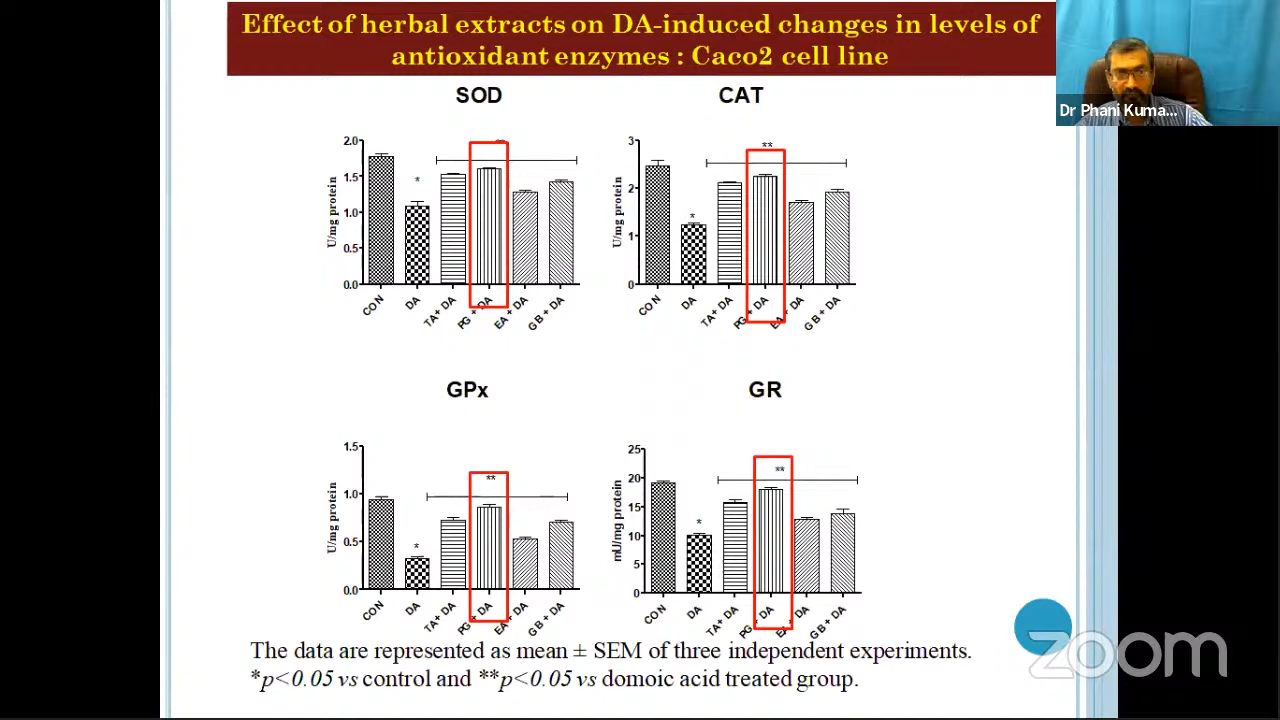 Effect of herbal extracts on DA-induced changes in levels of
antioxidant enzymes : Caco2 cell line
Dr Phani Kuma...
SOD
U/mg protein
2.0
1.5
1.0
0.5
0.0
*
**
CON
DA
TA+ DA
PG + DA
EA + DA
GB + DA
CAT
U/mg protein
3
2
1
0
*
**
CON
DA
TA+ DA
PG + DA
EA + DA
GB + DA
GPx
U/mg protein
1.5
1.0
0.5
0.0
*
**
CON
DA
TA+ DA
PG + DA
EA + DA
GB + DA
GR
mU/mg protein
25
20
15
10
5
0
*
**
CON
DA
TA+ DA
PG + DA
EA + DA
GB + DA
The data are represented as mean ± SEM of three independent experiments.
*p<0.05 vs control and **p<0.05 vs domoic acid treated group.
zoom